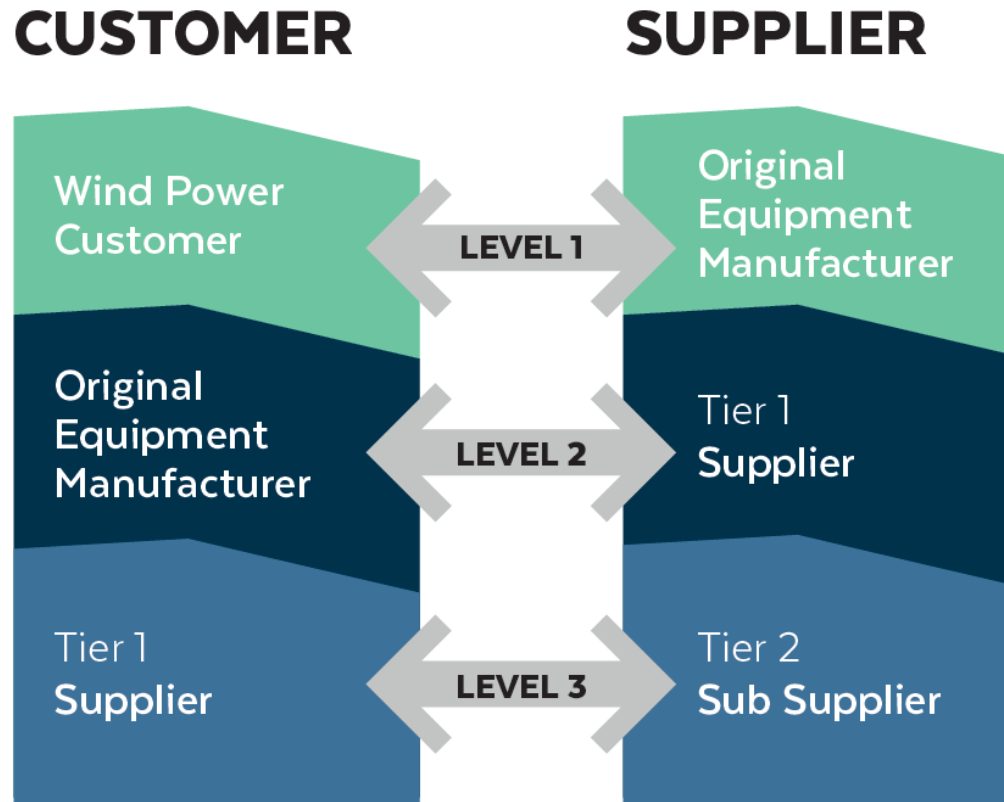 CUSTOMER
SUPPLIER
Wind Power
Customer
LEVEL 1
Original
Equipment
Manufacturer
Original
Equipment
Manufacturer
LEVEL 2
Tier 1
Supplier
Tier 1
Supplier
LEVEL 3
Tier 2
Sub Supplier